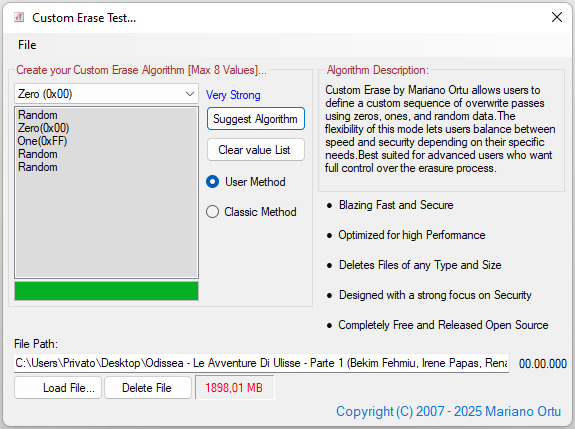 Custom Erase Test...
File
Create your Custom Erase Algorithm [Max 8 Values]...
Zero (0x00)
Very Strong
Random
Zero(0x00)
One(0xFF)
Random
Random
Suggest Algorithm
Clear value List
User Method
Classic Method
Algorithm Description:
Custom Erase by Mariano Ortu allows users to
define a custom sequence of overwrite passes
using zeros, ones, and random data.The
flexibility of this mode lets users balance between
speed and security depending on their specific
needs.Best suited for advanced users who want
full control over the erasure process.
● Blazing Fast and Secure
● Optimized for high Performance
● Deletes Files of any Type and Size
● Designed with a strong focus on Security
● Completely Free and Released Open Source
File Path:
C:\Users\Privato\Desktop\Odissea - Le Avventure Di Ulisse - Parte 1 (Bekim Fehmiu, Irene Papas, Rena
00.00.000
Load File...
Delete File
1898,01 MB
Copyright (C) 2007 - 2025 Mariano Ortu